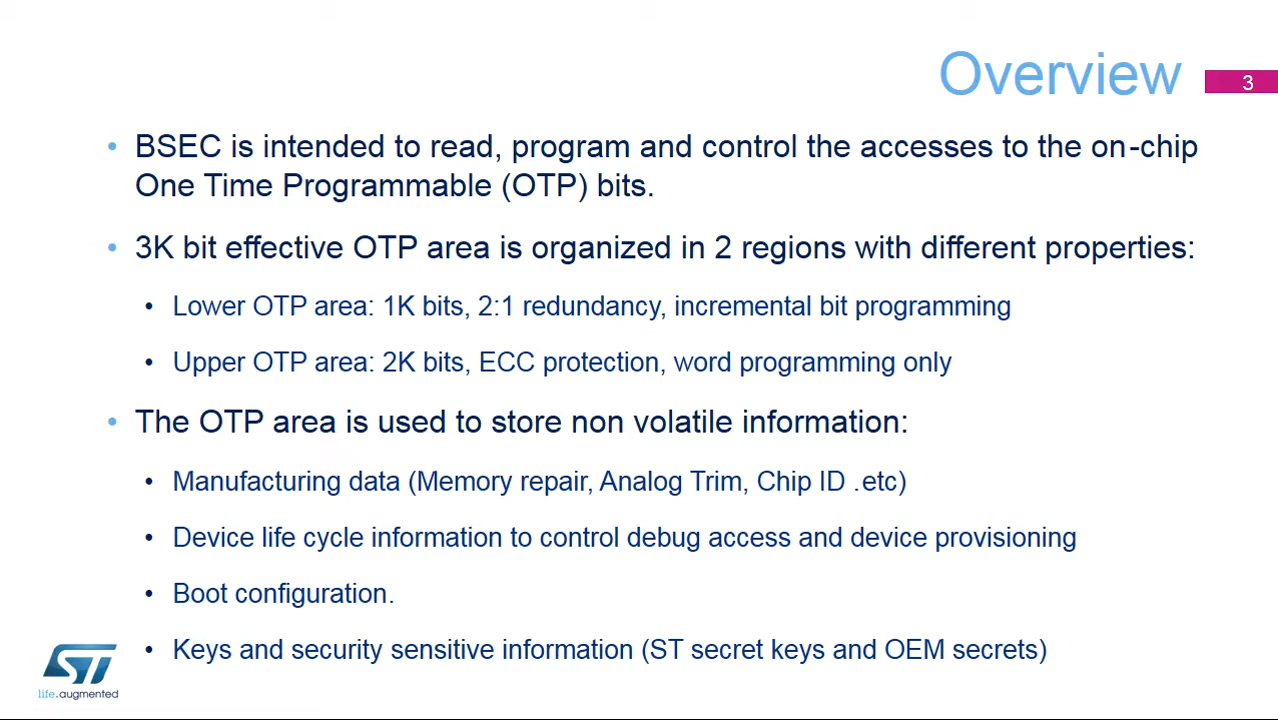 Overview
3
• BSEC is intended to read, program and control the accesses to the on-chip
One Time Programmable (OTP) bits.
• 3K bit effective OTP area is organized in 2 regions with different properties:
• Lower OTP area: 1K bits, 2:1 redundancy, incremental bit programming
• Upper OTP area: 2K bits, ECC protection, word programming only
• The OTP area is used to store non volatile information:
• Manufacturing data (Memory repair, Analog Trim, Chip ID .etc)
• Device life cycle information to control debug access and device provisioning
• Boot configuration.
• Keys and security sensitive information (ST secret keys and OEM secrets)
ST
life.augmented